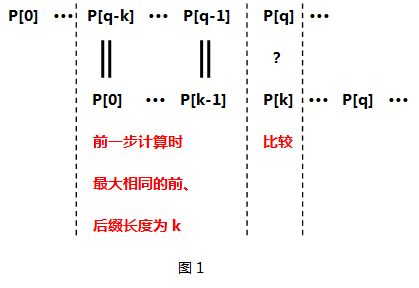 P[0] ••• P[q-k] ••• P[q-1] P[q] •••
?
P[0] ••• P[k-1] P[k] ••• P[q] •••
前一步计算时 比较
最大相同的前、
后缀长度为 k
图 1